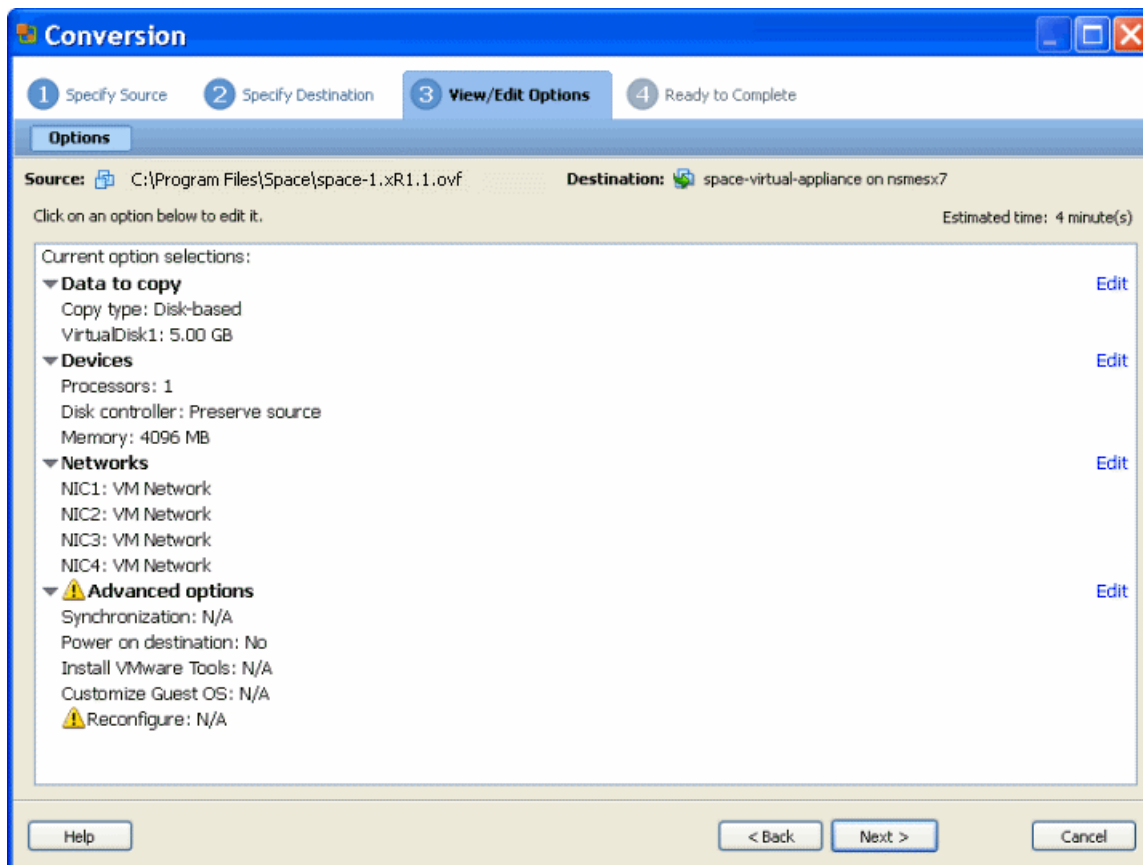 Conversion
1 Specify Source 2 Specify Destination 3 View/Edit Options 4 Ready to Complete
Options
Source: C:\Program Files\Space\space-1.xR1.1.ovf Destination: space-virtual-appliance on nsmesx7
Click on an option below to edit it. Estimated time: 4 minute(s)
Current option selections:
Data to copy Edit
Copy type: Disk-based
VirtualDisk1: 5.00 GB
Devices Edit
Processors: 1
Disk controller: Preserve source
Memory: 4096 MB
Networks Edit
NIC1: VM Network
NIC2: VM Network
NIC3: VM Network
NIC4: VM Network
Advanced options Edit
Synchronization: N/A
Power on destination: No
Install VMware Tools: N/A
Customize Guest OS: N/A
Reconfigure: N/A
Help < Back Next > Cancel